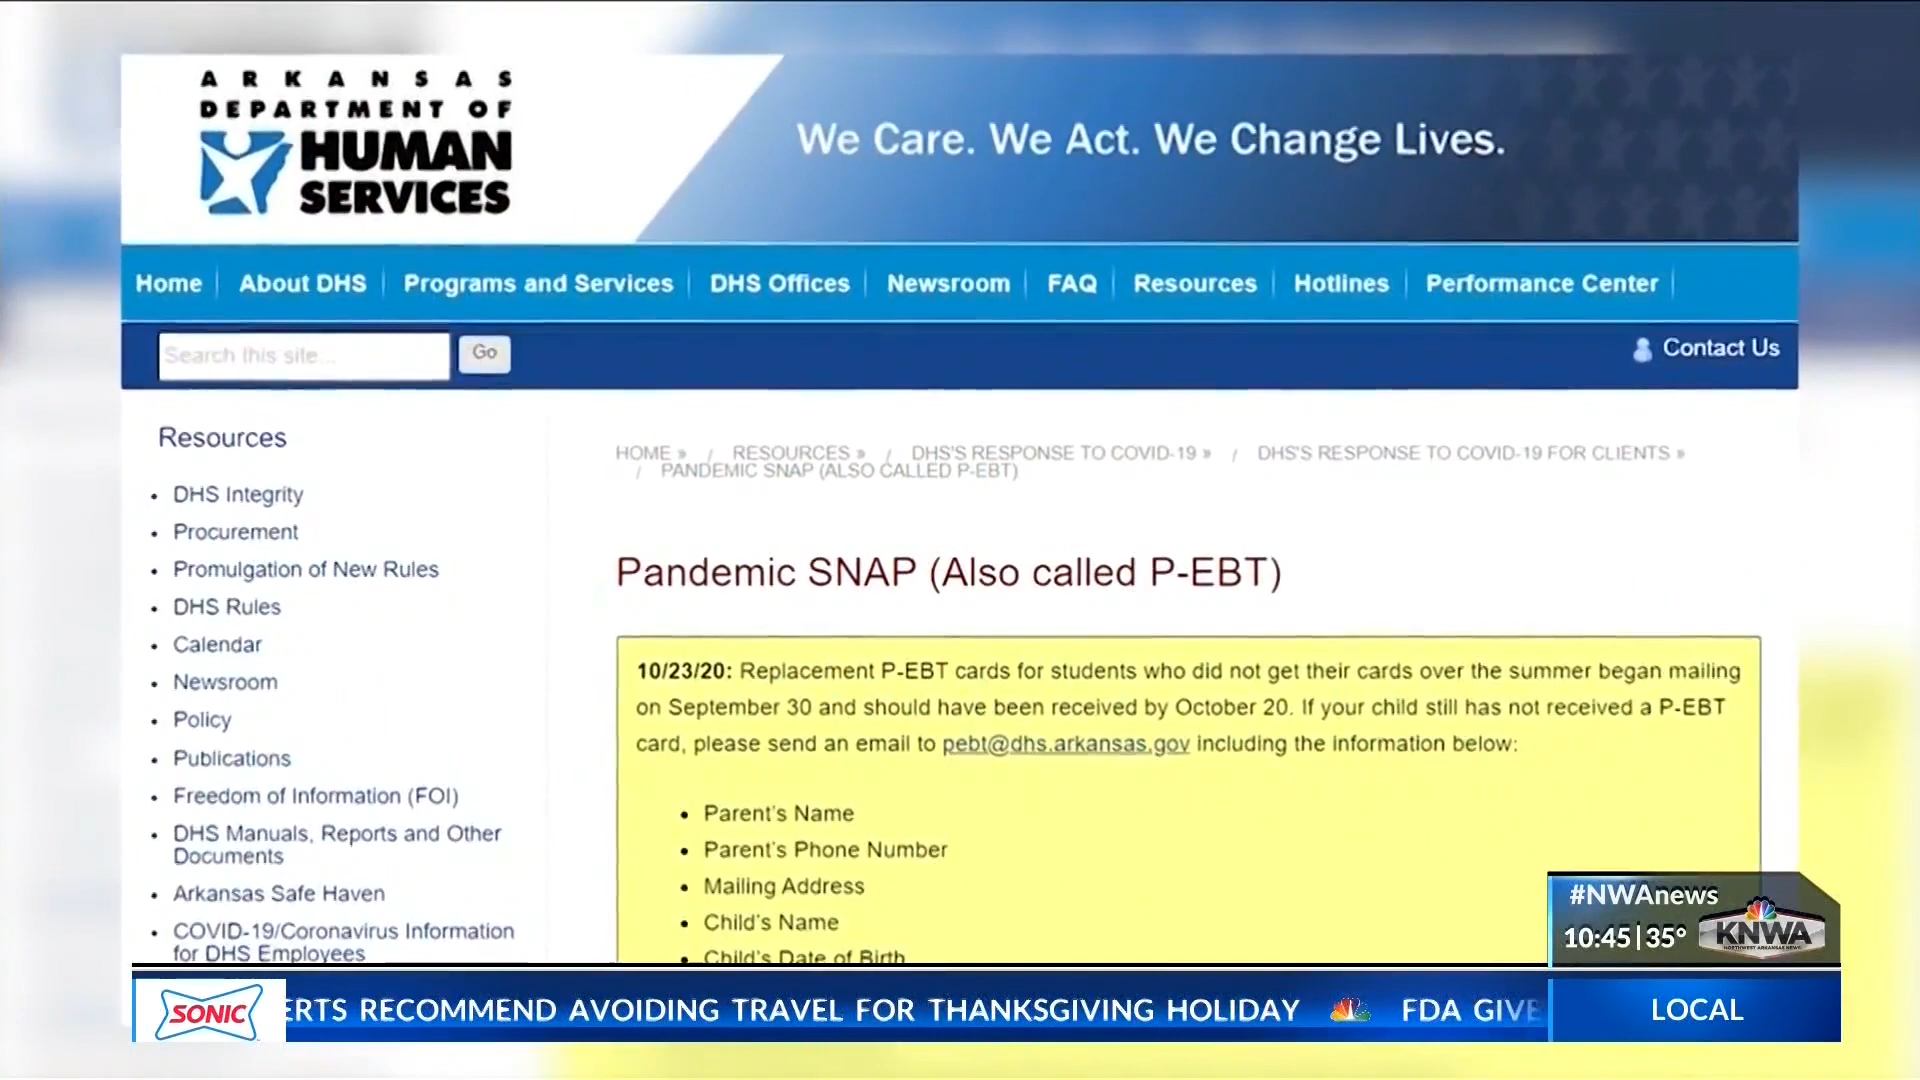 ARKANSAS
DEPARTMENT OF
HUMAN
SERVICES
We Care. We Act. We Change Lives.
Home
About DHS
Programs and Services
DHS Offices
Newsroom
FAQ
Resources
Hotlines
Performance Center
Search this site...
Go
Contact Us
Resources
DHS Integrity
Procurement
Promulgation of New Rules
DHS Rules
Calendar
Newsroom
Policy
Publications
Freedom of Information (FOI)
DHS Manuals, Reports and Other
Documents
Arkansas Safe Haven
COVID-19/Coronavirus Information
for DHS Employees
HOME » / RESOURCES » / DHS'S RESPONSE TO COVID-19 » / DHS'S RESPONSE TO COVID-19 FOR CLIENTS »
/ PANDEMIC SNAP (ALSO CALLED P-EBT)
Pandemic SNAP (Also called P-EBT)
10/23/20: Replacement P-EBT cards for students who did not get their cards over the summer began mailing
on September 30 and should have been received by October 20. If your child still has not received a P-EBT
card, please send an email to pebt@dhs.arkansas.gov including the information below:
Parent's Name
Parent's Phone Number
Mailing Address
Child's Name
Child's Date of Birth
#NWAnews
10:45 | 35°
KNWA
NORTHWEST ARKANSAS NEWS
SONIC
ERTS RECOMMEND AVOIDING TRAVEL FOR THANKSGIVING HOLIDAY
FDA GIVE
LOCAL